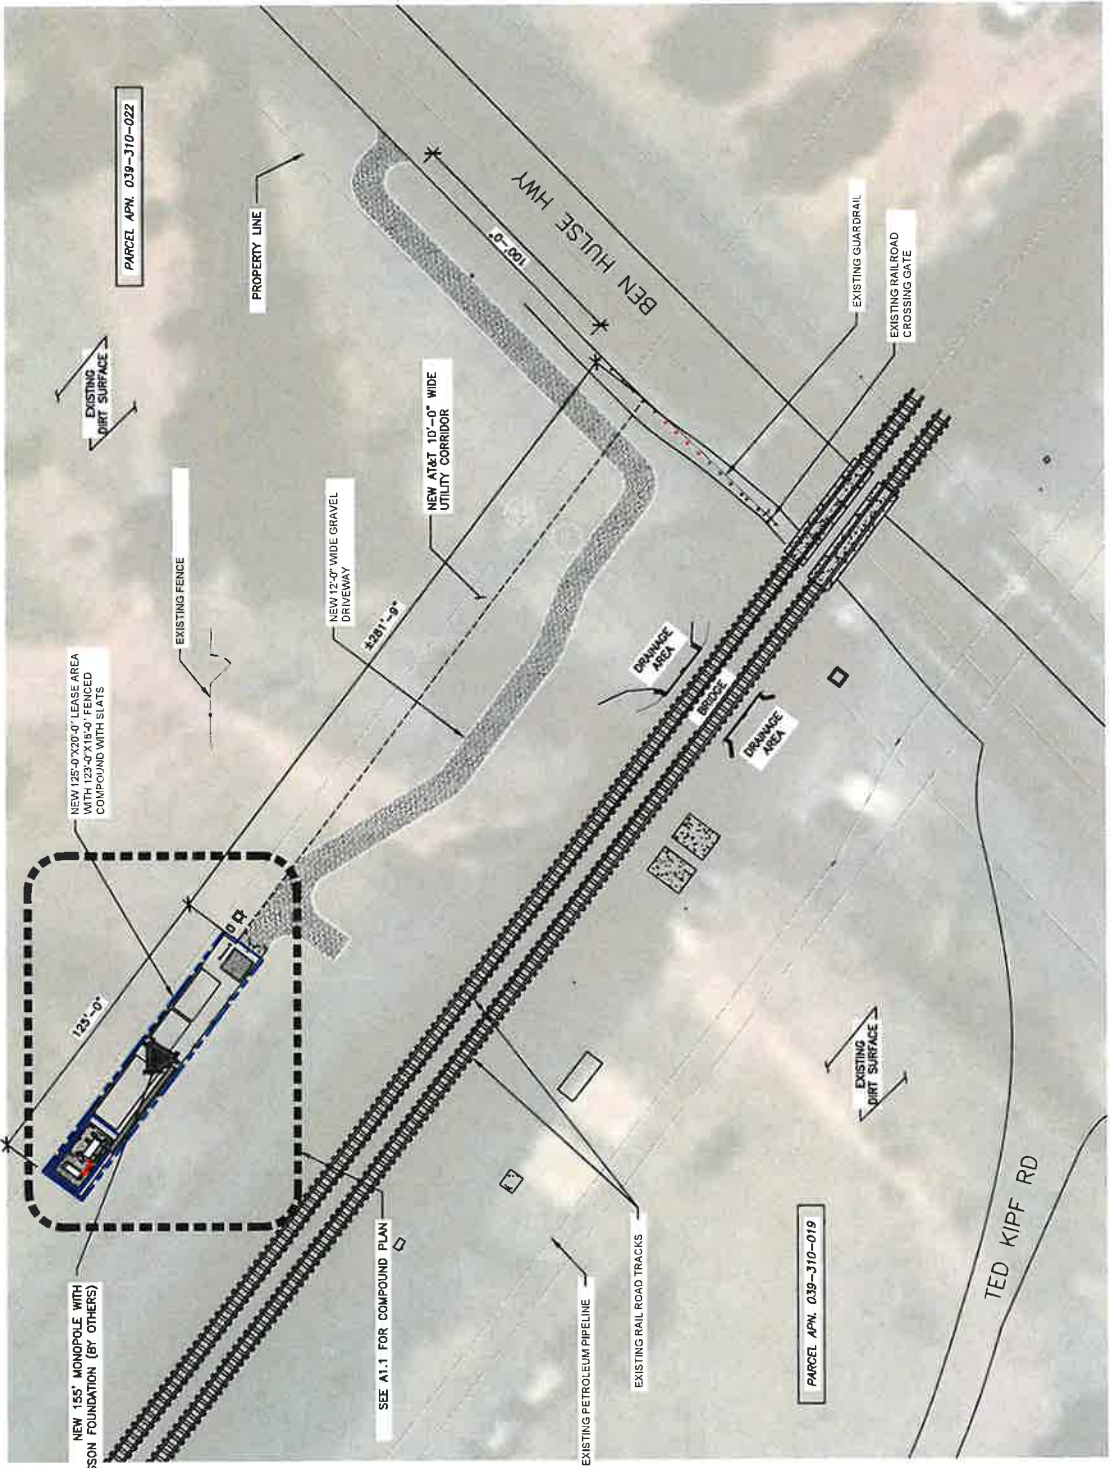 PARCEL APN. 039-310-022
EXISTING
DIRT SURFACE
PROPERTY LINE
100'-0"
BEN HULSE HWY
EXISTING GUARDRAIL
EXISTING RAILROAD
CROSSING GATE
NEW AT&T 10'-0" WIDE
UTILITY CORRIDOR
NEW 12'-0" WIDE GRAVEL
DRIVEWAY
±281'-9"
EXISTING FENCE
NEW 125'-0"X20'-0" LEASE AREA
WITH 123'-0"X15'-0" FENCED
COMPOUND WITH SLATS
DRAINAGE
AREA
BRIDGE
DRAINAGE
AREA
125'-0"
NEW 155' MONOPOLE WITH
SSON FOUNDATION (BY OTHERS)
SEE A1.1 FOR COMPOUND PLAN
EXISTING PETROLEUM PIPELINE
EXISTING RAIL ROAD TRACKS
EXISTING
DIRT SURFACE
PARCEL APN. 039-310-019
TED KIPF RD